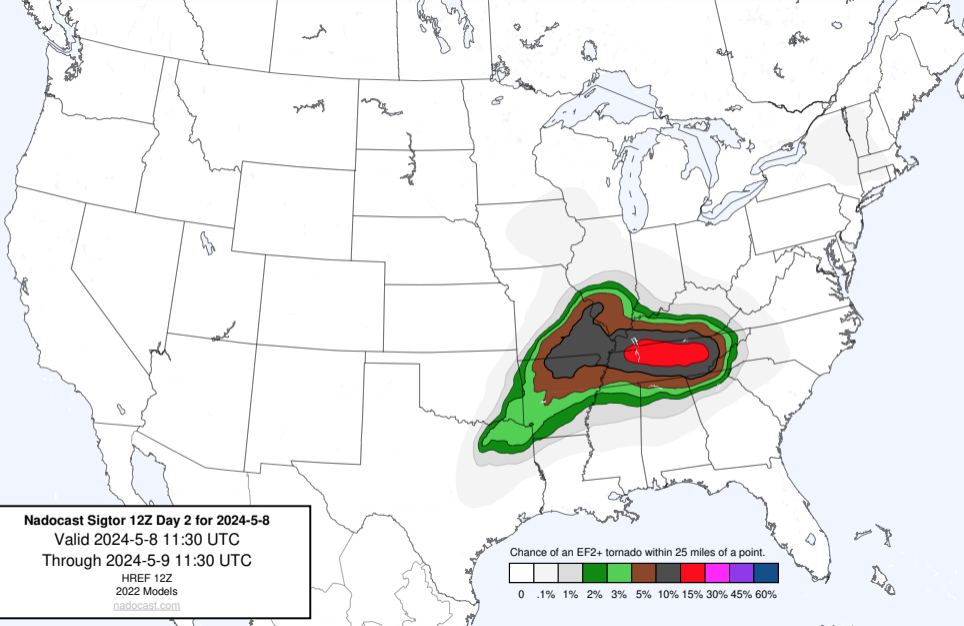 Nadocast Sigtor 12Z Day 2 for 2024-5-8
Valid 2024-5-8 11:30 UTC
Through 2024-5-9 11:30 UTC
HREF 12Z
2022 Models
nadocast.com
Chance of an EF2+ tornado within 25 miles of a point.
0 .1% 1% 2% 3% 5% 10% 15% 30% 45% 60%